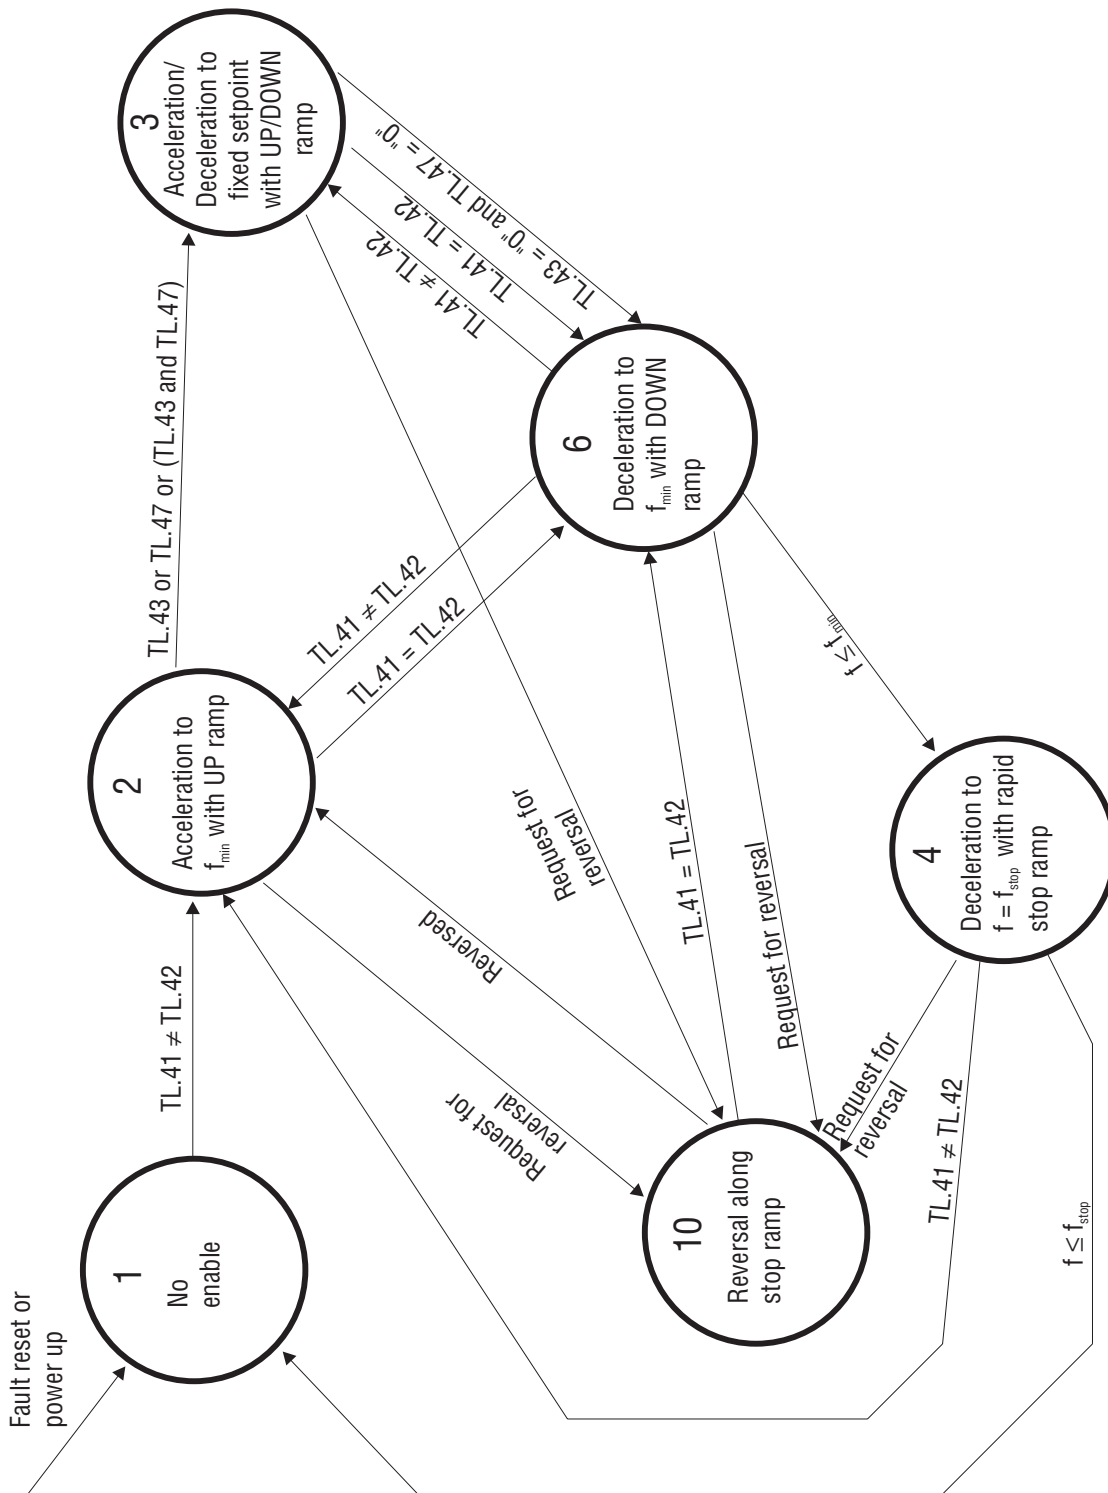 Fault reset or
power up
1
No
enable
TL.41 ≠ TL.42
2
Acceleration to
fmin with UP ramp
TL.43 or TL.47 or (TL.43 and TL.47)
3
Acceleration/
Deceleration to
fixed setpoint
with UP/DOWN
ramp
TL.43 = "0" and TL.47 = "0"
TL.41 = TL.42
TL.41 ≠ TL.42
TL.41 ≠ TL.42
TL.41 = TL.42
6
Deceleration to
fmin with DOWN
ramp
Request for
reversal
Reversed
Request for
reversal
TL.41 = TL.42
Request for reversal
f ≤ fmin
10
Reversal along
stop ramp
4
Deceleration to
f = fstop with rapid
stop ramp
Request for
reversal
TL.41 ≠ TL.42
f ≤ fstop